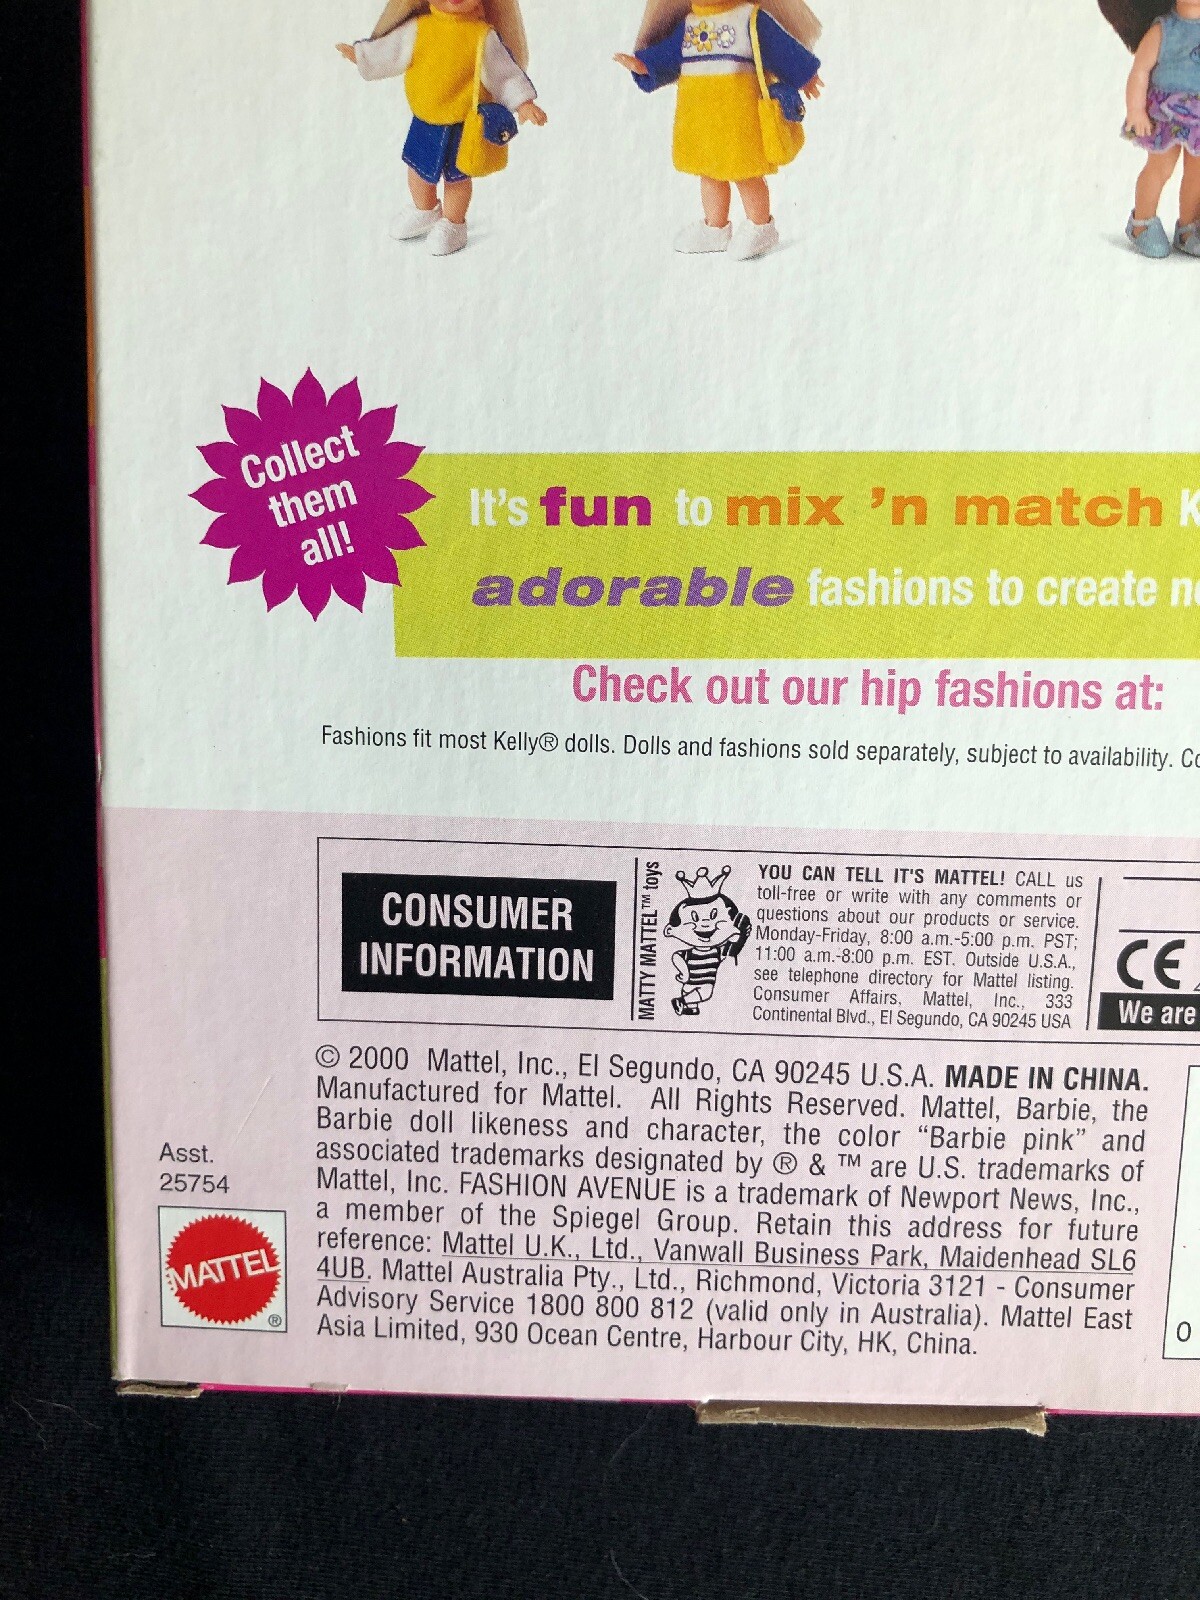 Collect
them
all!
It's fun to mix 'n match K
adorable fashions to create
Check out our hip fashions at:
Fashions fit most Kelly® dolls. Dolls and fashions sold separately, subject to availability.
CONSUMER
INFORMATION
MATTY MATTEL™ toys
YOU CAN TELL IT'S MATTEL! CALL us
toll-free or write with any comments or
questions about our products or service.
Monday-Friday, 8:00 a.m.-5:00 p.m. PST;
11:00 a.m.-8:00 p.m. EST. Outside U.S.A.,
see telephone directory for Mattel listing.
Consumer Affairs, Mattel, Inc., 333
Continental Blvd., El Segundo, CA 90245 USA
CE
We are
© 2000 Mattel, Inc., El Segundo, CA 90245 U.S.A. MADE IN CHINA.
Manufactured for Mattel. All Rights Reserved. Mattel, Barbie, the
Barbie doll likeness and character, the color “Barbie pink” and
associated trademarks designated by ® & ™ are U.S. trademarks of
Mattel, Inc. FASHION AVENUE is a trademark of Newport News, Inc.,
a member of the Spiegel Group. Retain this address for future
reference: Mattel U.K., Ltd., Vanwall Business Park, Maidenhead SL6
4UB. Mattel Australia Pty., Ltd., Richmond, Victoria 3121 - Consumer
Advisory Service 1800 800 812 (valid only in Australia). Mattel East
Asia Limited, 930 Ocean Centre, Harbour City, HK, China.
Asst.
25754
MATTEL
®
0